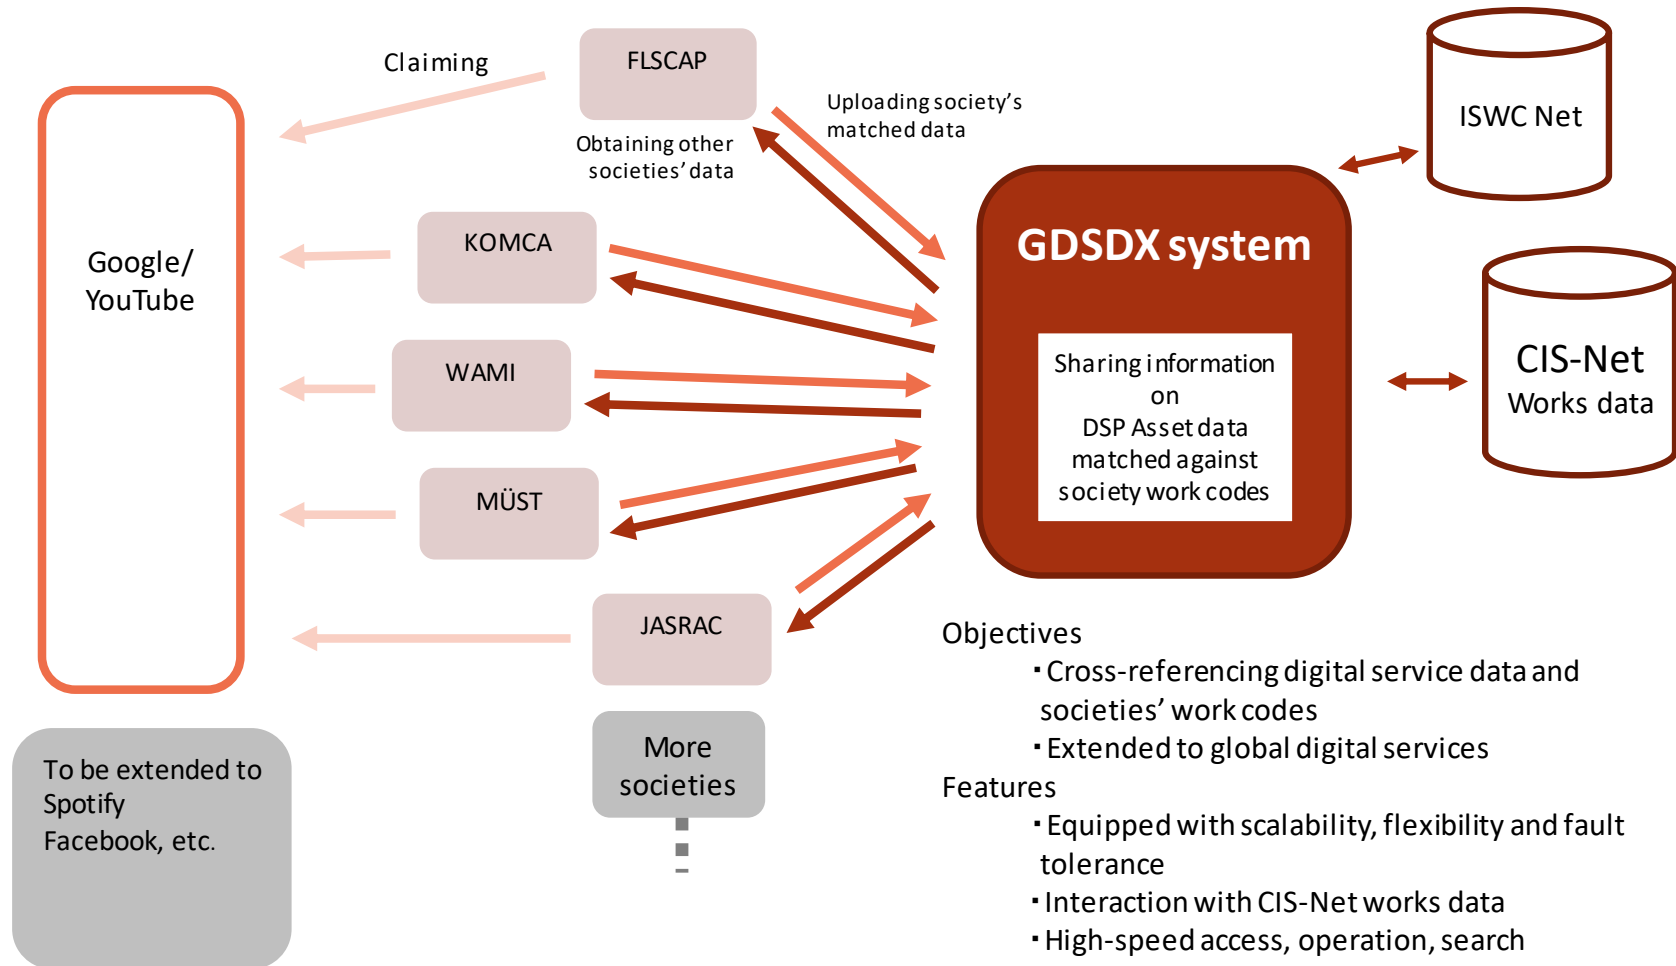 Claiming
FLSCAP
Uploading society's
matched data
Obtaining other
societies' data
ISWC Net
Google/
YouTube
KOMCA
GDSDX system
WAMI
Sharing information
on
DSP Asset data
matched against
society work codes
CIS-Net
Works data
MÜST
JASRAC
More
societies
To be extended to
Spotify
Facebook, etc.
Objectives
・Cross-referencing digital service data and
societies' work codes
・Extended to global digital services
Features
・Equipped with scalability, flexibility and fault
tolerance
・Interaction with CIS-Net works data
・High-speed access, operation, search